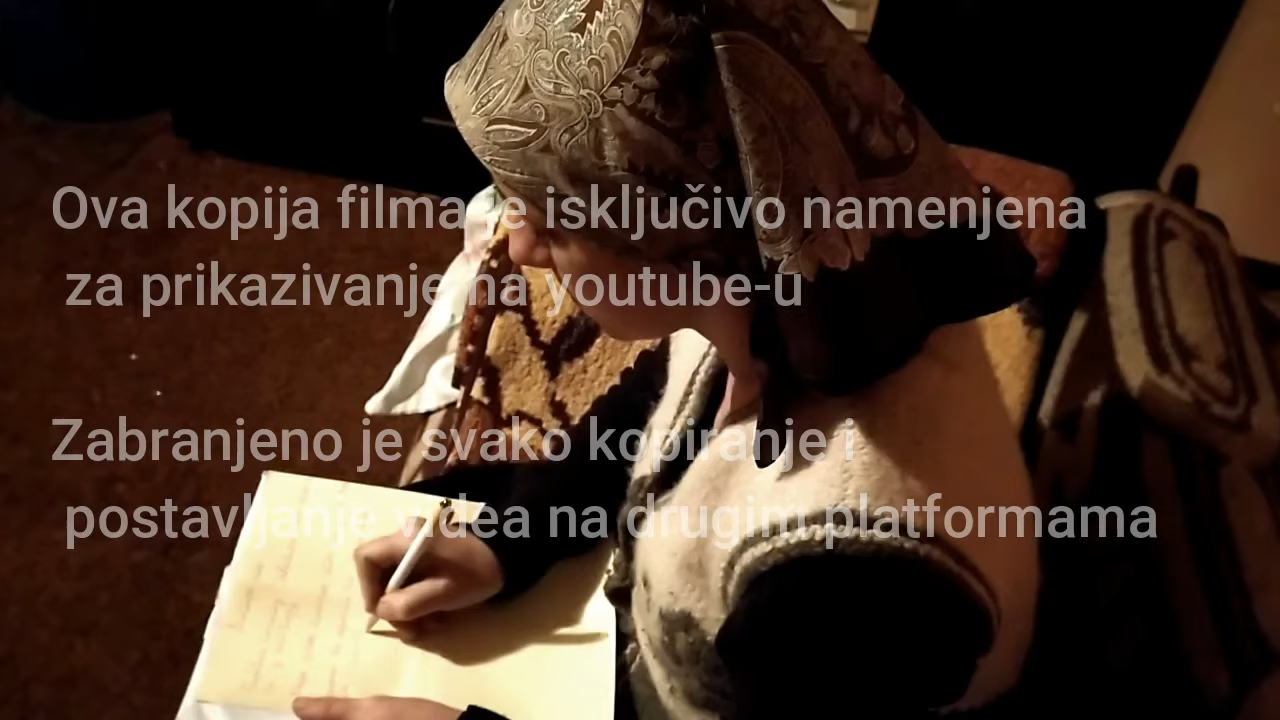 Ova kopija filma je isključivo namenjena
za prikazivanje na youtube-u
Zabranjeno je svako kopiranje i
postavljanje videa na drugim platformama